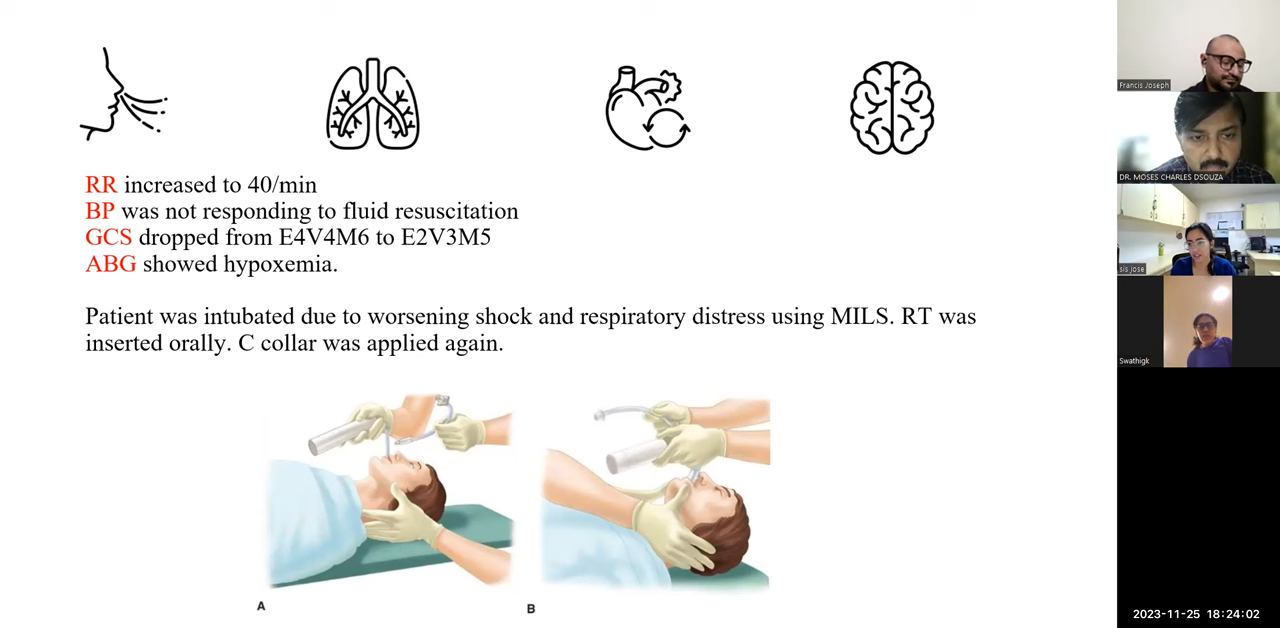 RR increased to 40/min
BP was not responding to fluid resuscitation
GCS dropped from E4V4M6 to E2V3M5
ABG showed hypoxemia.
Patient was intubated due to worsening shock and respiratory distress using MILS. RT was
inserted orally. C collar was applied again.
A
B
Francis Joseph
DR. MOSES CHARLES DSOUZA
sis jose
Swathigk
2023-11-25 18:24:02